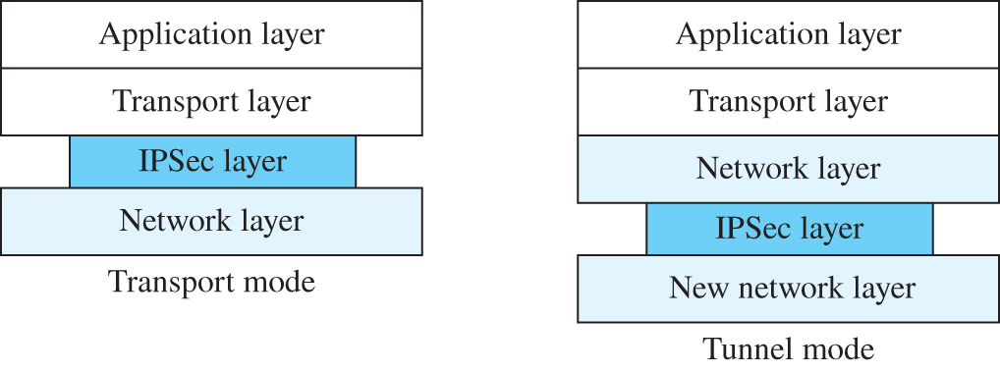 Application layer
Transport layer
IPSec layer
Network layer
Transport mode
Application layer
Transport layer
Network layer
IPSec layer
New network layer
Tunnel mode